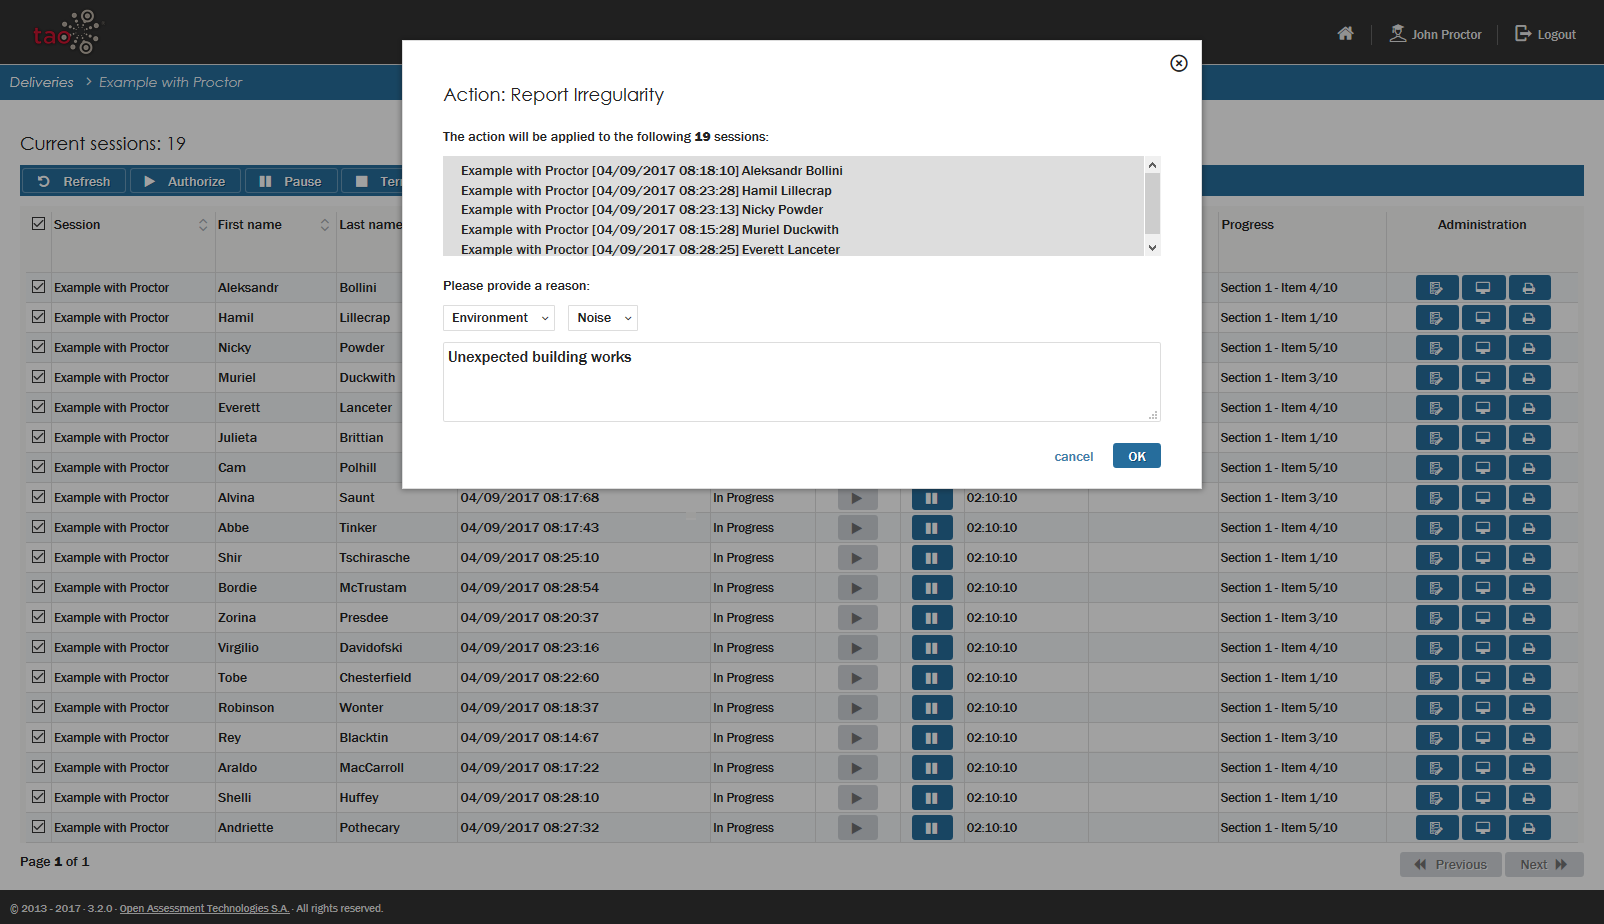 tao
John Proctor
Logout
Deliveries > Example with Proctor
Action: Report Irregularity
The action will be applied to the following 19 sessions:
Example with Proctor [04/09/2017 08:18:10] Aleksandr Bollini
Example with Proctor [04/09/2017 08:23:28] Hamil Lillecrap
Example with Proctor [04/09/2017 08:23:13] Nicky Powder
Example with Proctor [04/09/2017 08:15:28] Muriel Duckwith
Example with Proctor [04/09/2017 08:28:25] Everett Lanceter
Please provide a reason:
Environment Noise
Unexpected building works
cancel OK
Current sessions: 19
Refresh Authorize Pause Ter
Session First name Last name Progress Administration
Example with Proctor Aleksandr Bollini Section 1 - Item 4/10
Example with Proctor Hamil Lillecrap Section 1 - Item 1/10
Example with Proctor Nicky Powder Section 1 - Item 5/10
Example with Proctor Muriel Duckwith Section 1 - Item 3/10
Example with Proctor Everett Lanceter Section 1 - Item 4/10
Example with Proctor Julieta Brittian Section 1 - Item 1/10
Example with Proctor Cam Polhill Section 1 - Item 5/10
Example with Proctor Alvina Saunt 04/09/2017 08:17:68 In Progress 02:10:10 Section 1 - Item 3/10
Example with Proctor Abbe Tinker 04/09/2017 08:17:43 In Progress 02:10:10 Section 1 - Item 4/10
Example with Proctor Shir Tschirasche 04/09/2017 08:25:10 In Progress 02:10:10 Section 1 - Item 1/10
Example with Proctor Bordie McTrustam 04/09/2017 08:28:54 In Progress 02:10:10 Section 1 - Item 5/10
Example with Proctor Zorina Presdee 04/09/2017 08:20:37 In Progress 02:10:10 Section 1 - Item 3/10
Example with Proctor Virgilio Davidofski 04/09/2017 08:23:16 In Progress 02:10:10 Section 1 - Item 4/10
Example with Proctor Tobe Chesterfield 04/09/2017 08:22:60 In Progress 02:10:10 Section 1 - Item 1/10
Example with Proctor Robinson Wonter 04/09/2017 08:18:37 In Progress 02:10:10 Section 1 - Item 5/10
Example with Proctor Rey Blacktin 04/09/2017 08:14:67 In Progress 02:10:10 Section 1 - Item 3/10
Example with Proctor Araldo MacCarroll 04/09/2017 08:17:22 In Progress 02:10:10 Section 1 - Item 4/10
Example with Proctor Shelli Huffey 04/09/2017 08:28:10 In Progress 02:10:10 Section 1 - Item 1/10
Example with Proctor Andriette Pothecary 04/09/2017 08:27:32 In Progress 02:10:10 Section 1 - Item 5/10
Page 1 of 1
Previous Next
© 2013 - 2017 · 3.2.0 · Open Assessment Technologies S.A. · All rights reserved.